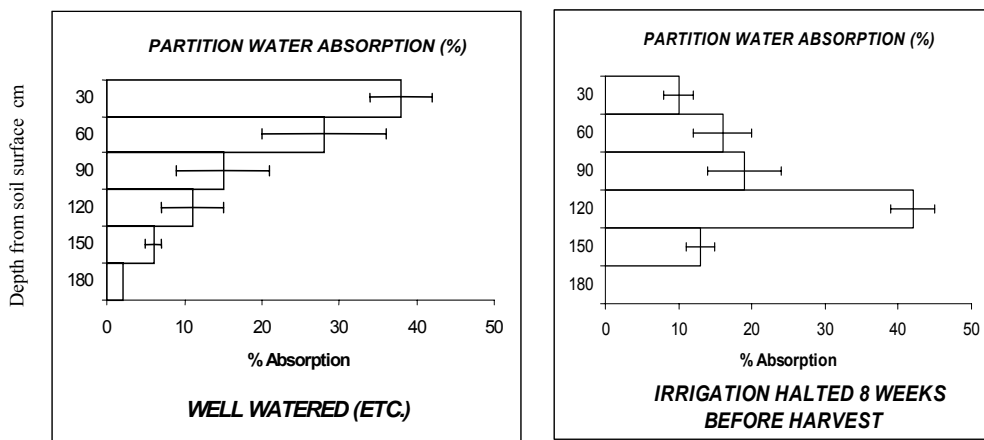 Depth from soil surface cm
PARTITION WATER ABSORPTION (%)
30
60
90
120
150
180
0 10 20 30 40 50
% Absorption
WELL WATERED (ETC.)
PARTITION WATER ABSORPTION (%)
30
60
90
120
150
180
0 10 20 30 40 50
% Absorption
IRRIGATION HALTED 8 WEEKS
BEFORE HARVEST